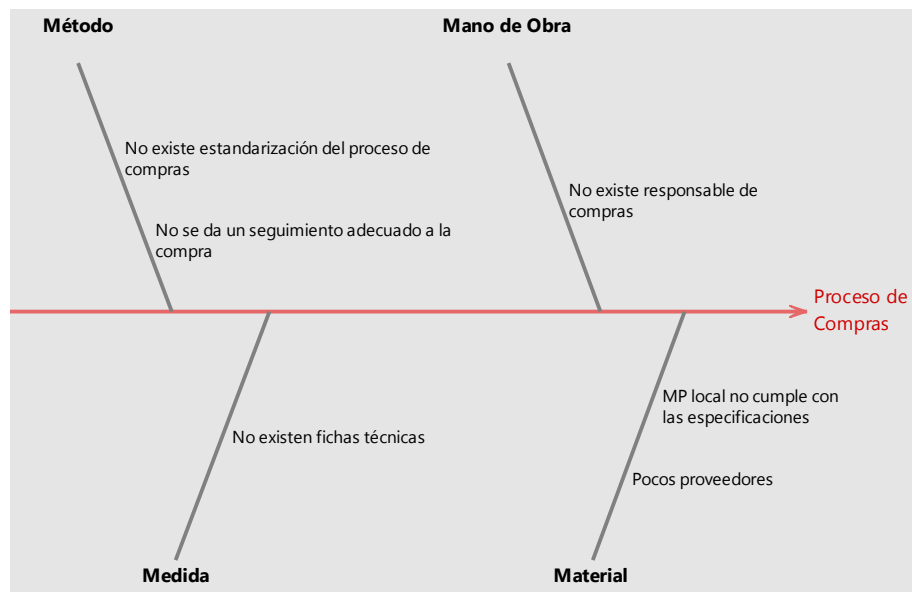 Método
Mano de Obra
No existe estandarización del proceso de
compras
No se da un seguimiento adecuado a la
compra
No existe responsable de
compras
Proceso de
Compras
MP local no cumple con
las especificaciones
No existen fichas técnicas
Pocos proveedores
Medida
Material